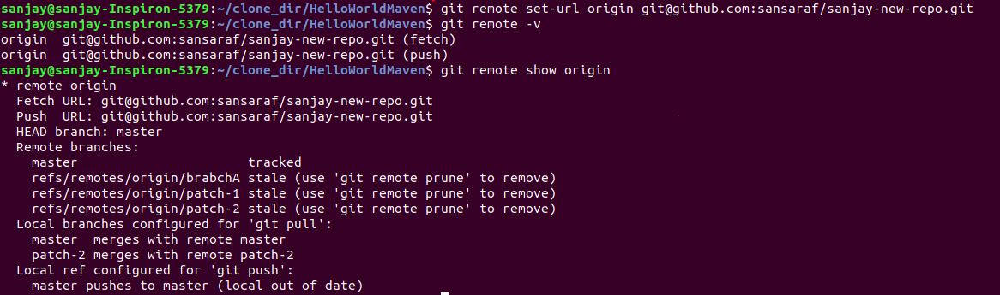 sanjay@sanjay-Inspiron-5379:~/clone_dir/HelloWorldMaven$ git remote set-url origin git@github.com:sansaraf/sanjay-new-repo.git
sanjay@sanjay-Inspiron-5379:~/clone_dir/HelloWorldMaven$ git remote -v
origin  git@github.com:sansaraf/sanjay-new-repo.git (fetch)
origin  git@github.com:sansaraf/sanjay-new-repo.git (push)
sanjay@sanjay-Inspiron-5379:~/clone_dir/HelloWorldMaven$ git remote show origin
* remote origin
  Fetch URL: git@github.com:sansaraf/sanjay-new-repo.git
  Push  URL: git@github.com:sansaraf/sanjay-new-repo.git
  HEAD branch: master
  Remote branches:
    master                      tracked
    refs/remotes/origin/brabchA stale (use 'git remote prune' to remove)
    refs/remotes/origin/patch-1 stale (use 'git remote prune' to remove)
    refs/remotes/origin/patch-2 stale (use 'git remote prune' to remove)
  Local branches configured for 'git pull':
    master  merges with remote master
    patch-2 merges with remote patch-2
  Local ref configured for 'git push':
    master pushes to master (local out of date)